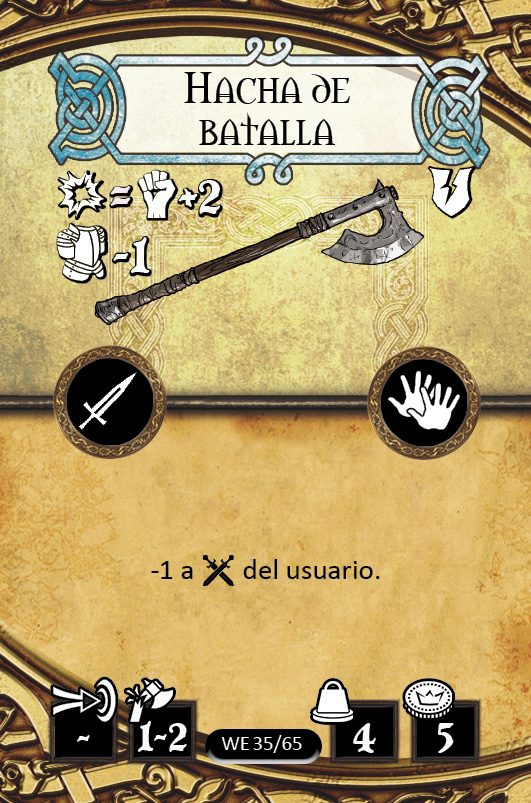 Hacha de
batalla
= +2
-1
-1 a del usuario.
- 1-2 WE 35/65 4 5